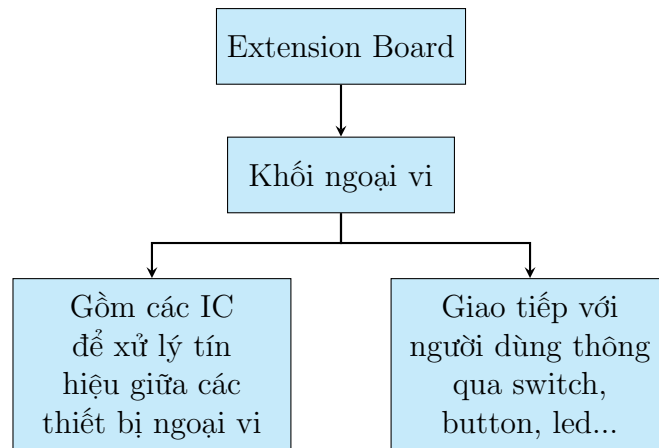 Extension Board
Khối ngoại vi
Gồm các IC
để xử lý tín
hiệu giữa các
thiết bị ngoại vi
Giao tiếp với
người dùng thông
qua switch,
button, led...